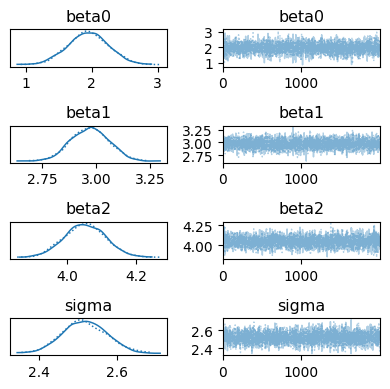 beta0 beta0
1 2 3 1 2 3 0 1000
beta1 beta1
2.75 3.00 3.25 2.75 3.00 3.25 0 1000
beta2 beta2
4.0 4.2 4.00 4.25 0 1000
sigma sigma
2.4 2.6 2.4 2.6 0 1000